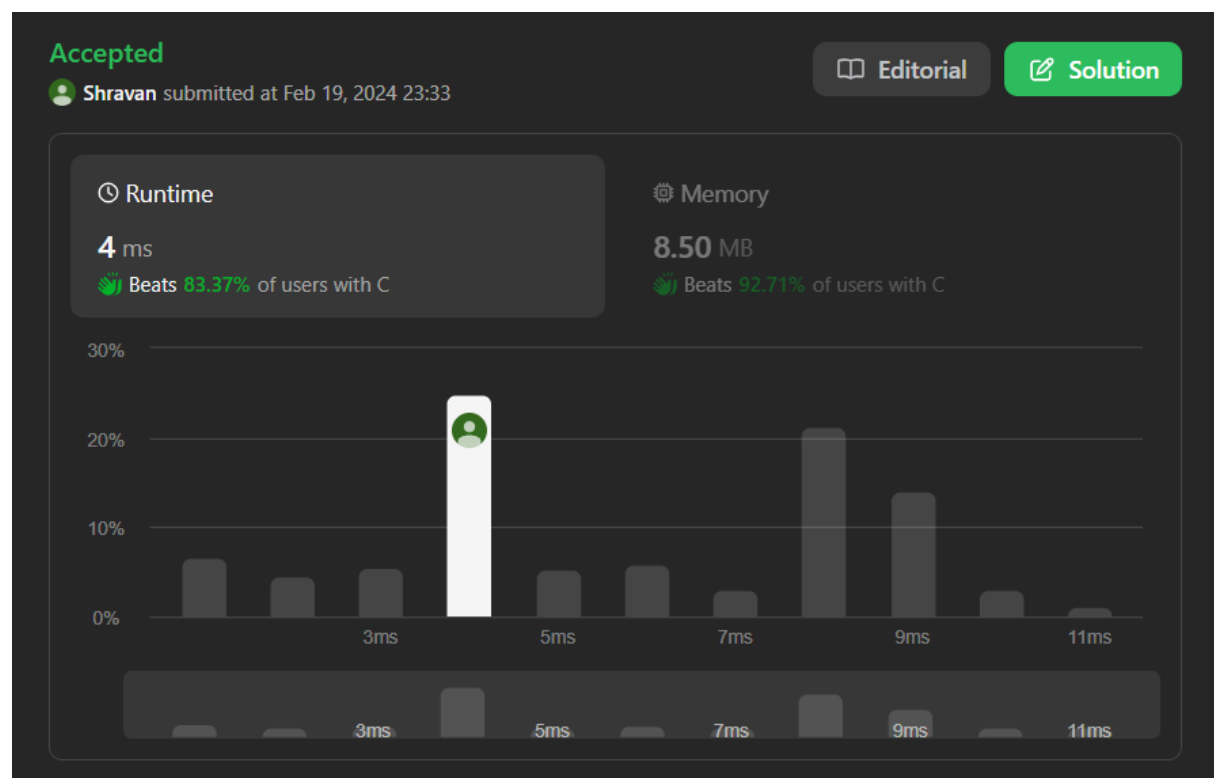 Accepted
Shravan submitted at Feb 19, 2024 23:33
Editorial
Solution
Runtime
4 ms
Beats 83.37% of users with C
Memory
8.50 MB
Beats 92.71% of users with C
30%
20%
10%
0%
3ms 5ms 7ms 9ms 11ms
3ms 5ms 7ms 9ms 11ms